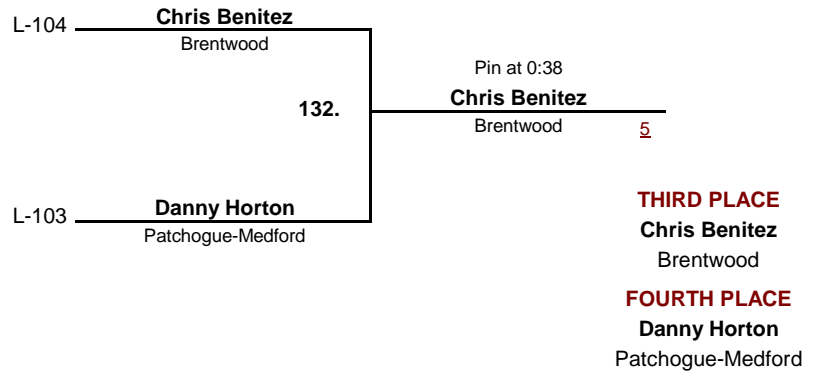 L-104
Chris Benitez
Brentwood
Pin at 0:38
132.
Chris Benitez
Brentwood
5
L-103
Danny Horton
Patchogue-Medford
THIRD PLACE
Chris Benitez
Brentwood
FOURTH PLACE
Danny Horton
Patchogue-Medford